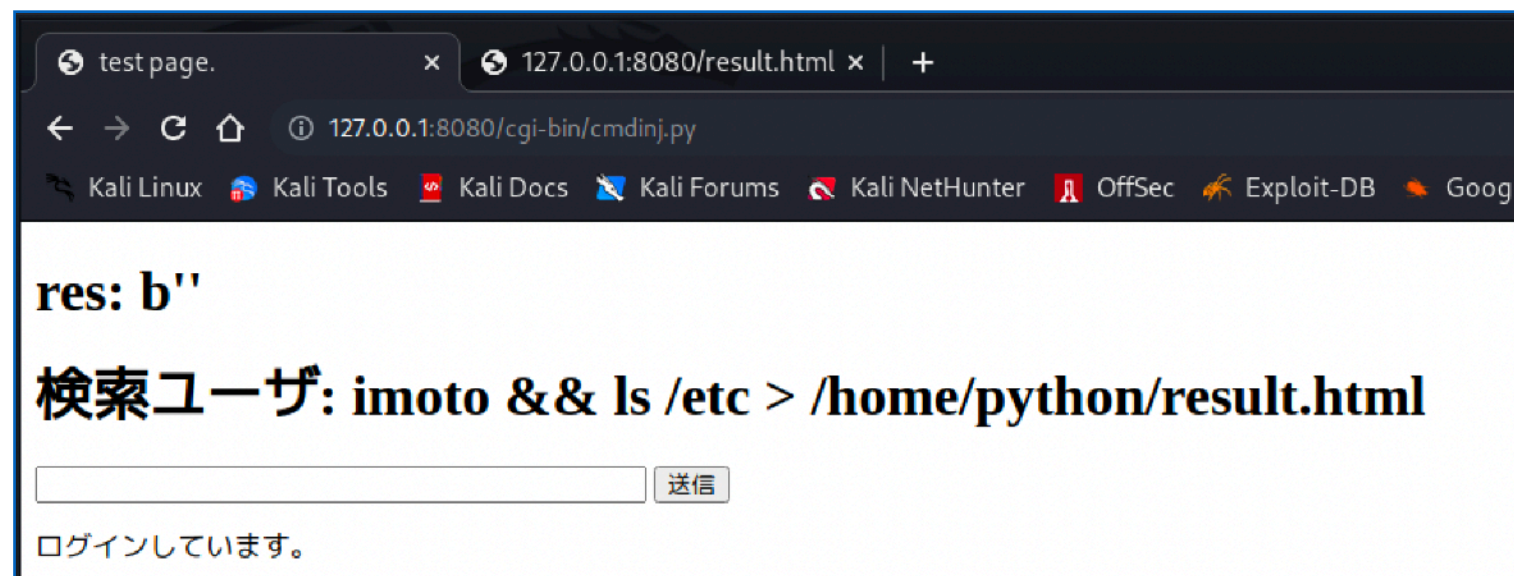 test page.
127.0.0.1:8080/result.html
127.0.0.1:8080/cgi-bin/cmdinj.py
Kali Linux Kali Tools Kali Docs Kali Forums Kali NetHunter OffSec Exploit-DB Goog
res: b''
検索ユーザ: imoto && ls /etc > /home/python/result.html
送信
ログインしています。